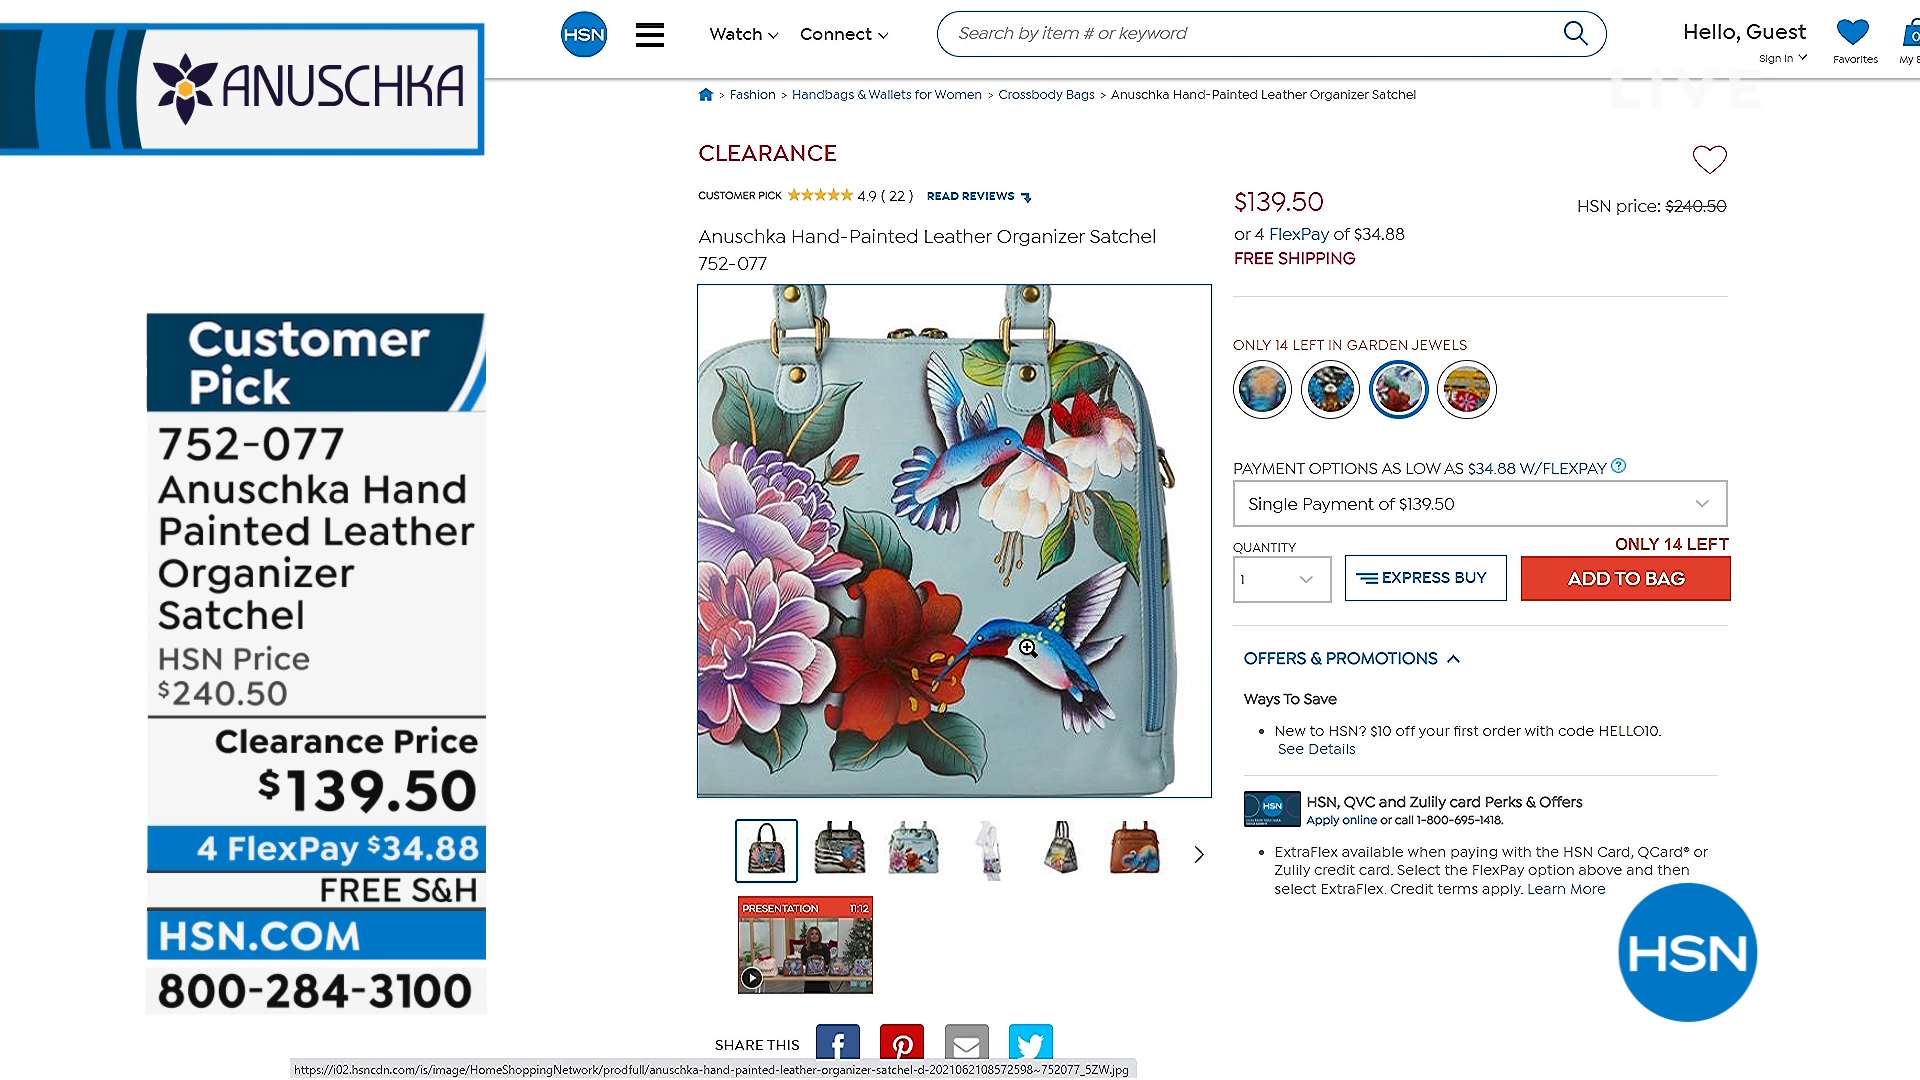 ANUSCHKA
HSN
Watch
Connect
Search by item # or keyword
Hello, Guest
Sign In
Favorites
0
My B
LIVE
> Fashion > Handbags & Wallets for Women > Crossbody Bags > Anuschka Hand-Painted Leather Organizer Satchel
CLEARANCE
CUSTOMER PICK 4.9 ( 22 ) READ REVIEWS
Anuschka Hand-Painted Leather Organizer Satchel
752-077
$139.50
HSN price: $240.50
or 4 FlexPay of $34.88
FREE SHIPPING
ONLY 14 LEFT IN GARDEN JEWELS
PAYMENT OPTIONS AS LOW AS $34.88 W/FLEXPAY ?
Single Payment of $139.50
QUANTITY
ONLY 14 LEFT
1
EXPRESS BUY
ADD TO BAG
OFFERS & PROMOTIONS
Ways To Save
• New to HSN? $10 off your first order with code HELLO10.
See Details
HSN
HSN, QVC and Zulily card Perks & Offers
Apply online or call 1-800-695-1418.
• ExtraFlex available when paying with the HSN Card, QCard® or
Zulily credit card. Select the FlexPay option above and then
select ExtraFlex. Credit terms apply. Learn More
Customer
Pick
752-077
Anuschka Hand
Painted Leather
Organizer
Satchel
HSN Price
$240.50
Clearance Price
$139.50
4 FlexPay $34.88
FREE S&H
HSN.COM
800-284-3100
PRESENTATION 11:12
SHARE THIS
HSN
https://i02.hsncdn.com/is/image/HomeShoppingNetwork/prodfull/anuschka-hand-painted-leather-organizer-satchel-d-2021062108572598~752077_5ZW.jpg